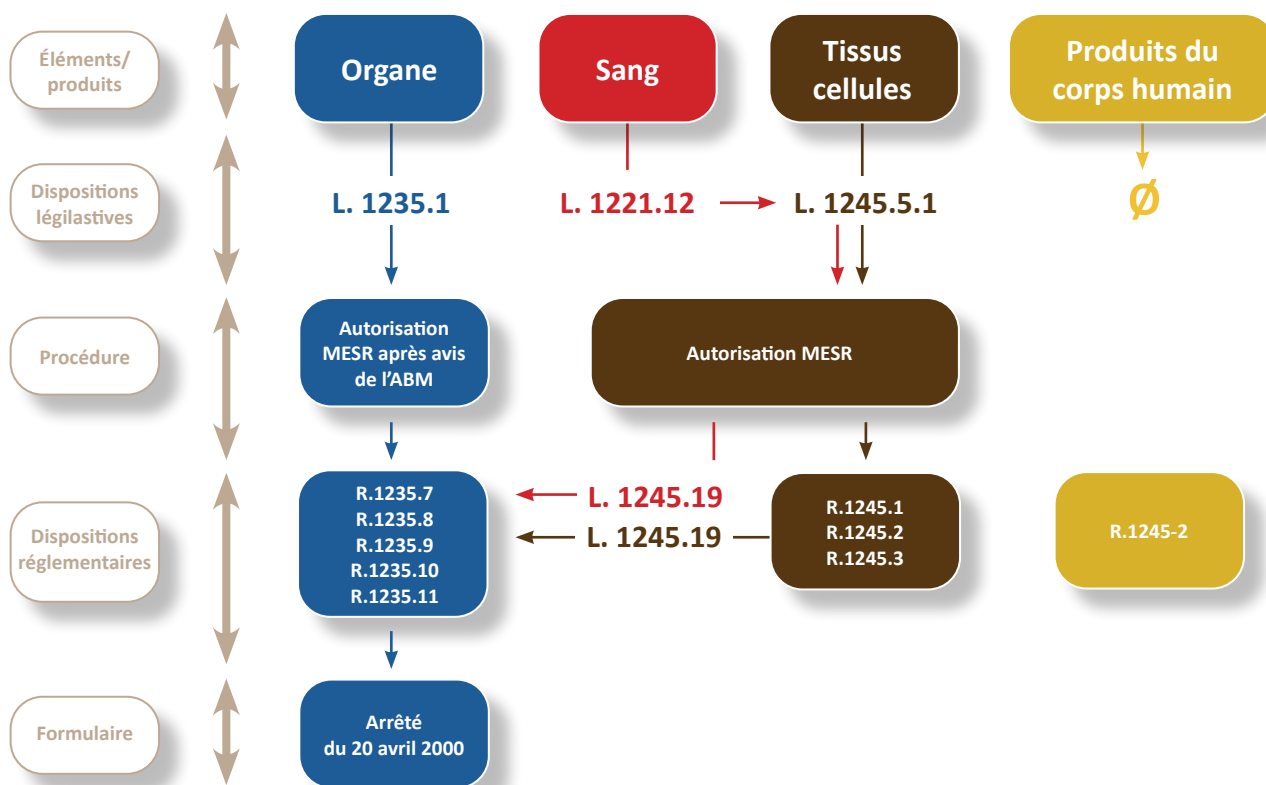 Éléments/
produits
Organe
Sang
Tissus
cellules
Produits du
corps humain
Dispositions
légilastives
L. 1235.1
L. 1221.12
L. 1245.5.1
Ø
Procédure
Autorisation
MESR après avis
de l'ABM
Autorisation MESR
Dispositions
réglementaires
R.1235.7
R.1235.8
R.1235.9
R.1235.10
R.1235.11
L. 1245.19
L. 1245.19
R.1245.1
R.1245.2
R.1245.3
R.1245-2
Formulaire
Arrêté
du 20 avril 2000